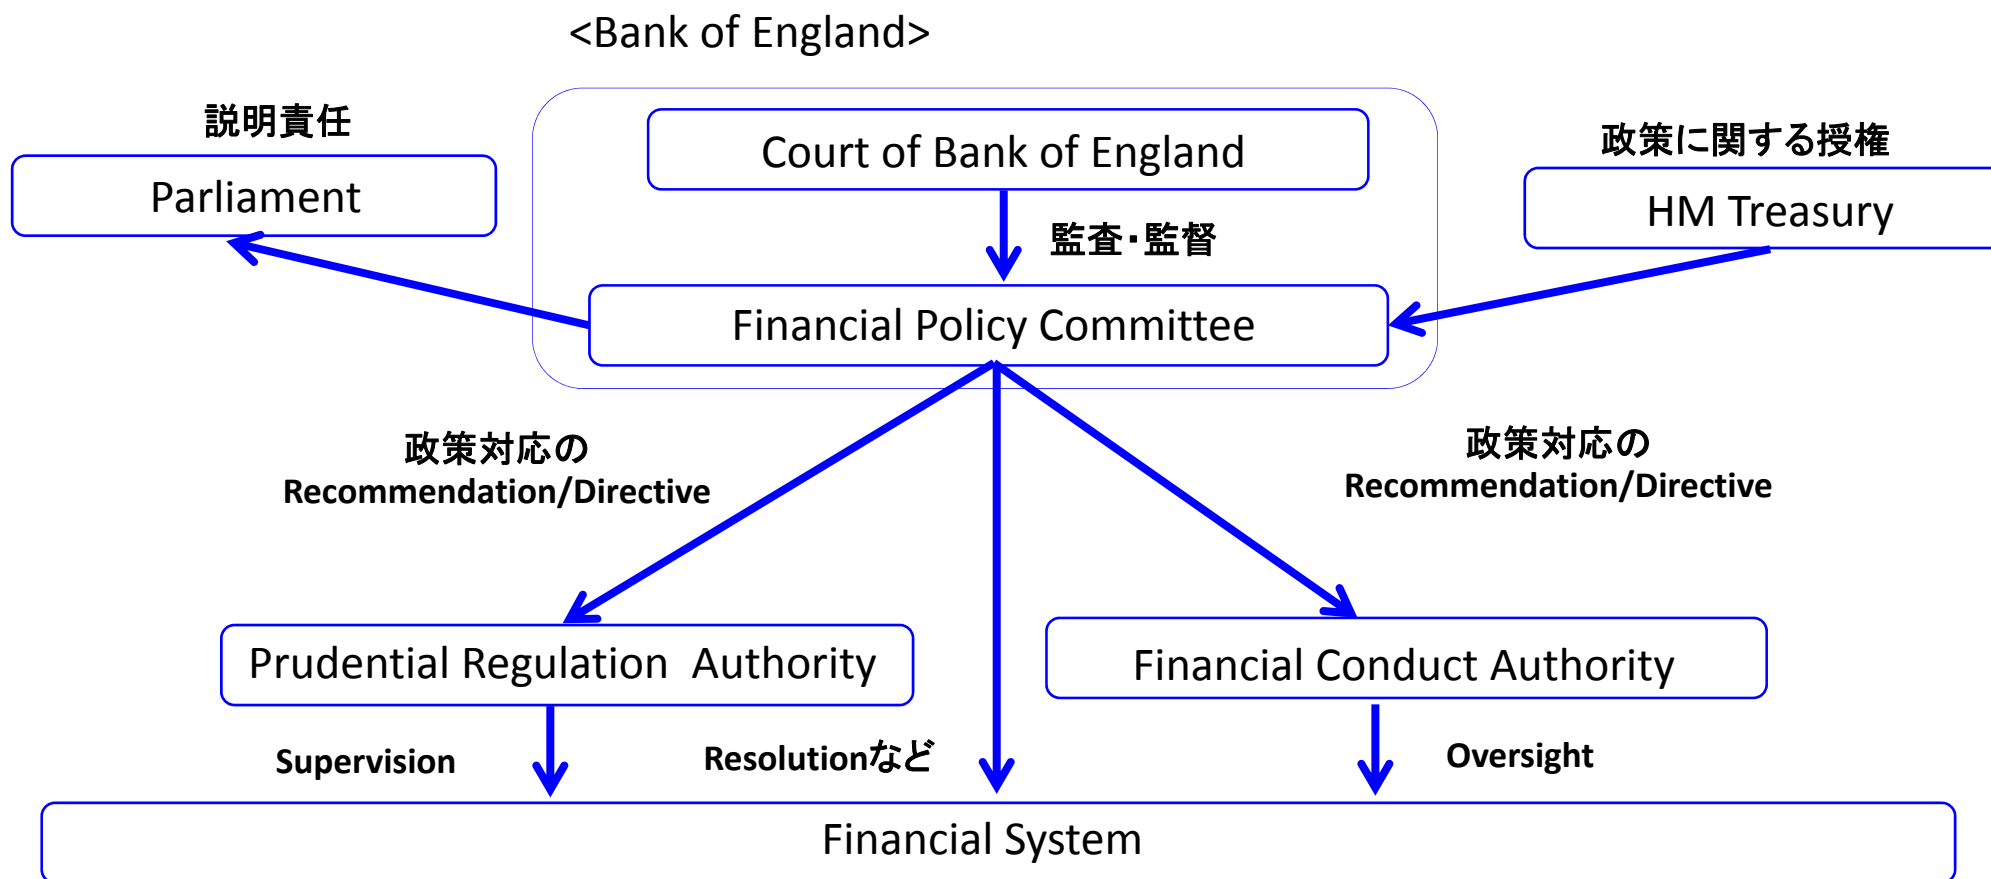 <Bank of England>
説明責任
Court of Bank of England
政策に関する授権
Parliament
HM Treasury
監査・監督
Financial Policy Committee
政策対応の
Recommendation/Directive
政策対応の
Recommendation/Directive
Prudential Regulation  Authority
Financial Conduct Authority
Supervision
Resolutionなど
Oversight
Financial System